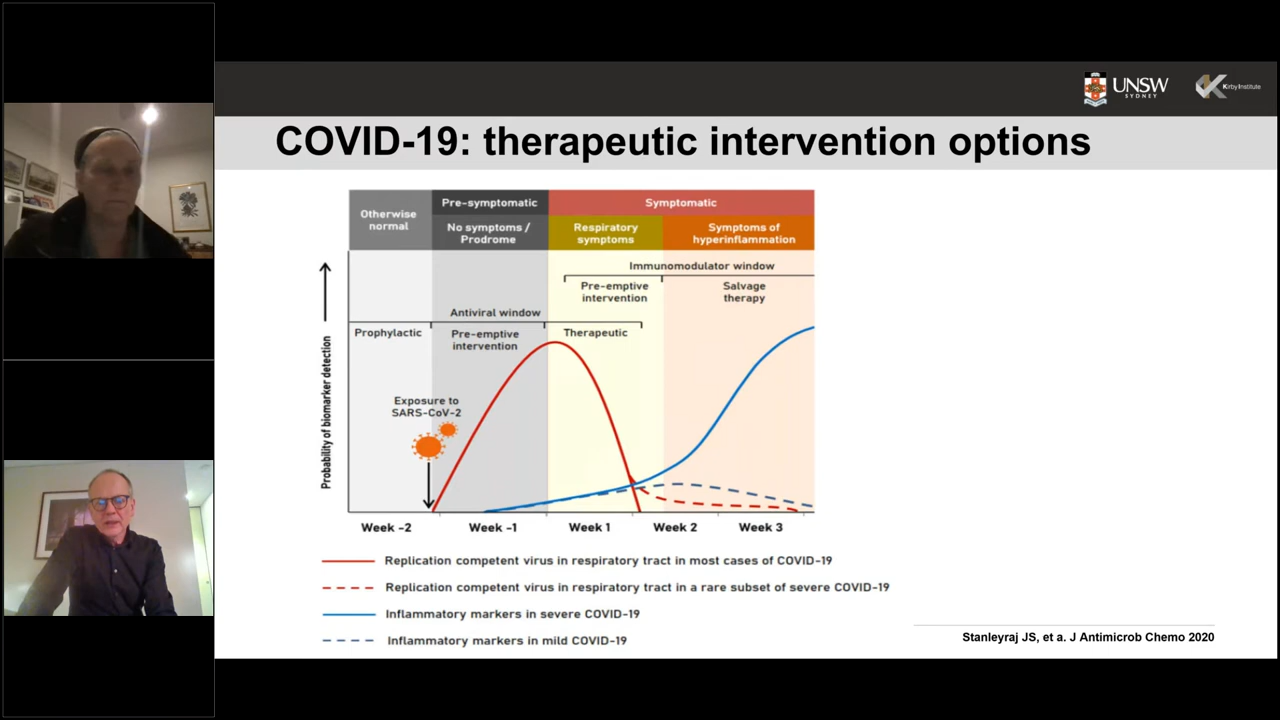 UNSW
SYDNEY
Kirby Institute
COVID-19: therapeutic intervention options
Otherwise
normal
Pre-symptomatic
Symptomatic
No symptoms /
Prodrome
Respiratory
symptoms
Symptoms of
hyperinflammation
Immunomodulator window
Pre-emptive
intervention
Salvage
therapy
Antiviral window
Prophylactic
Pre-emptive
intervention
Therapeutic
Probability of biomarker detection
Exposure to
SARS-CoV-2
Week -2
Week -1
Week 1
Week 2
Week 3
Replication competent virus in respiratory tract in most cases of COVID-19
Replication competent virus in respiratory tract in a rare subset of severe COVID-19
Inflammatory markers in severe COVID-19
Inflammatory markers in mild COVID-19
Stanleyraj JS, et a. J Antimicrob Chemo 2020